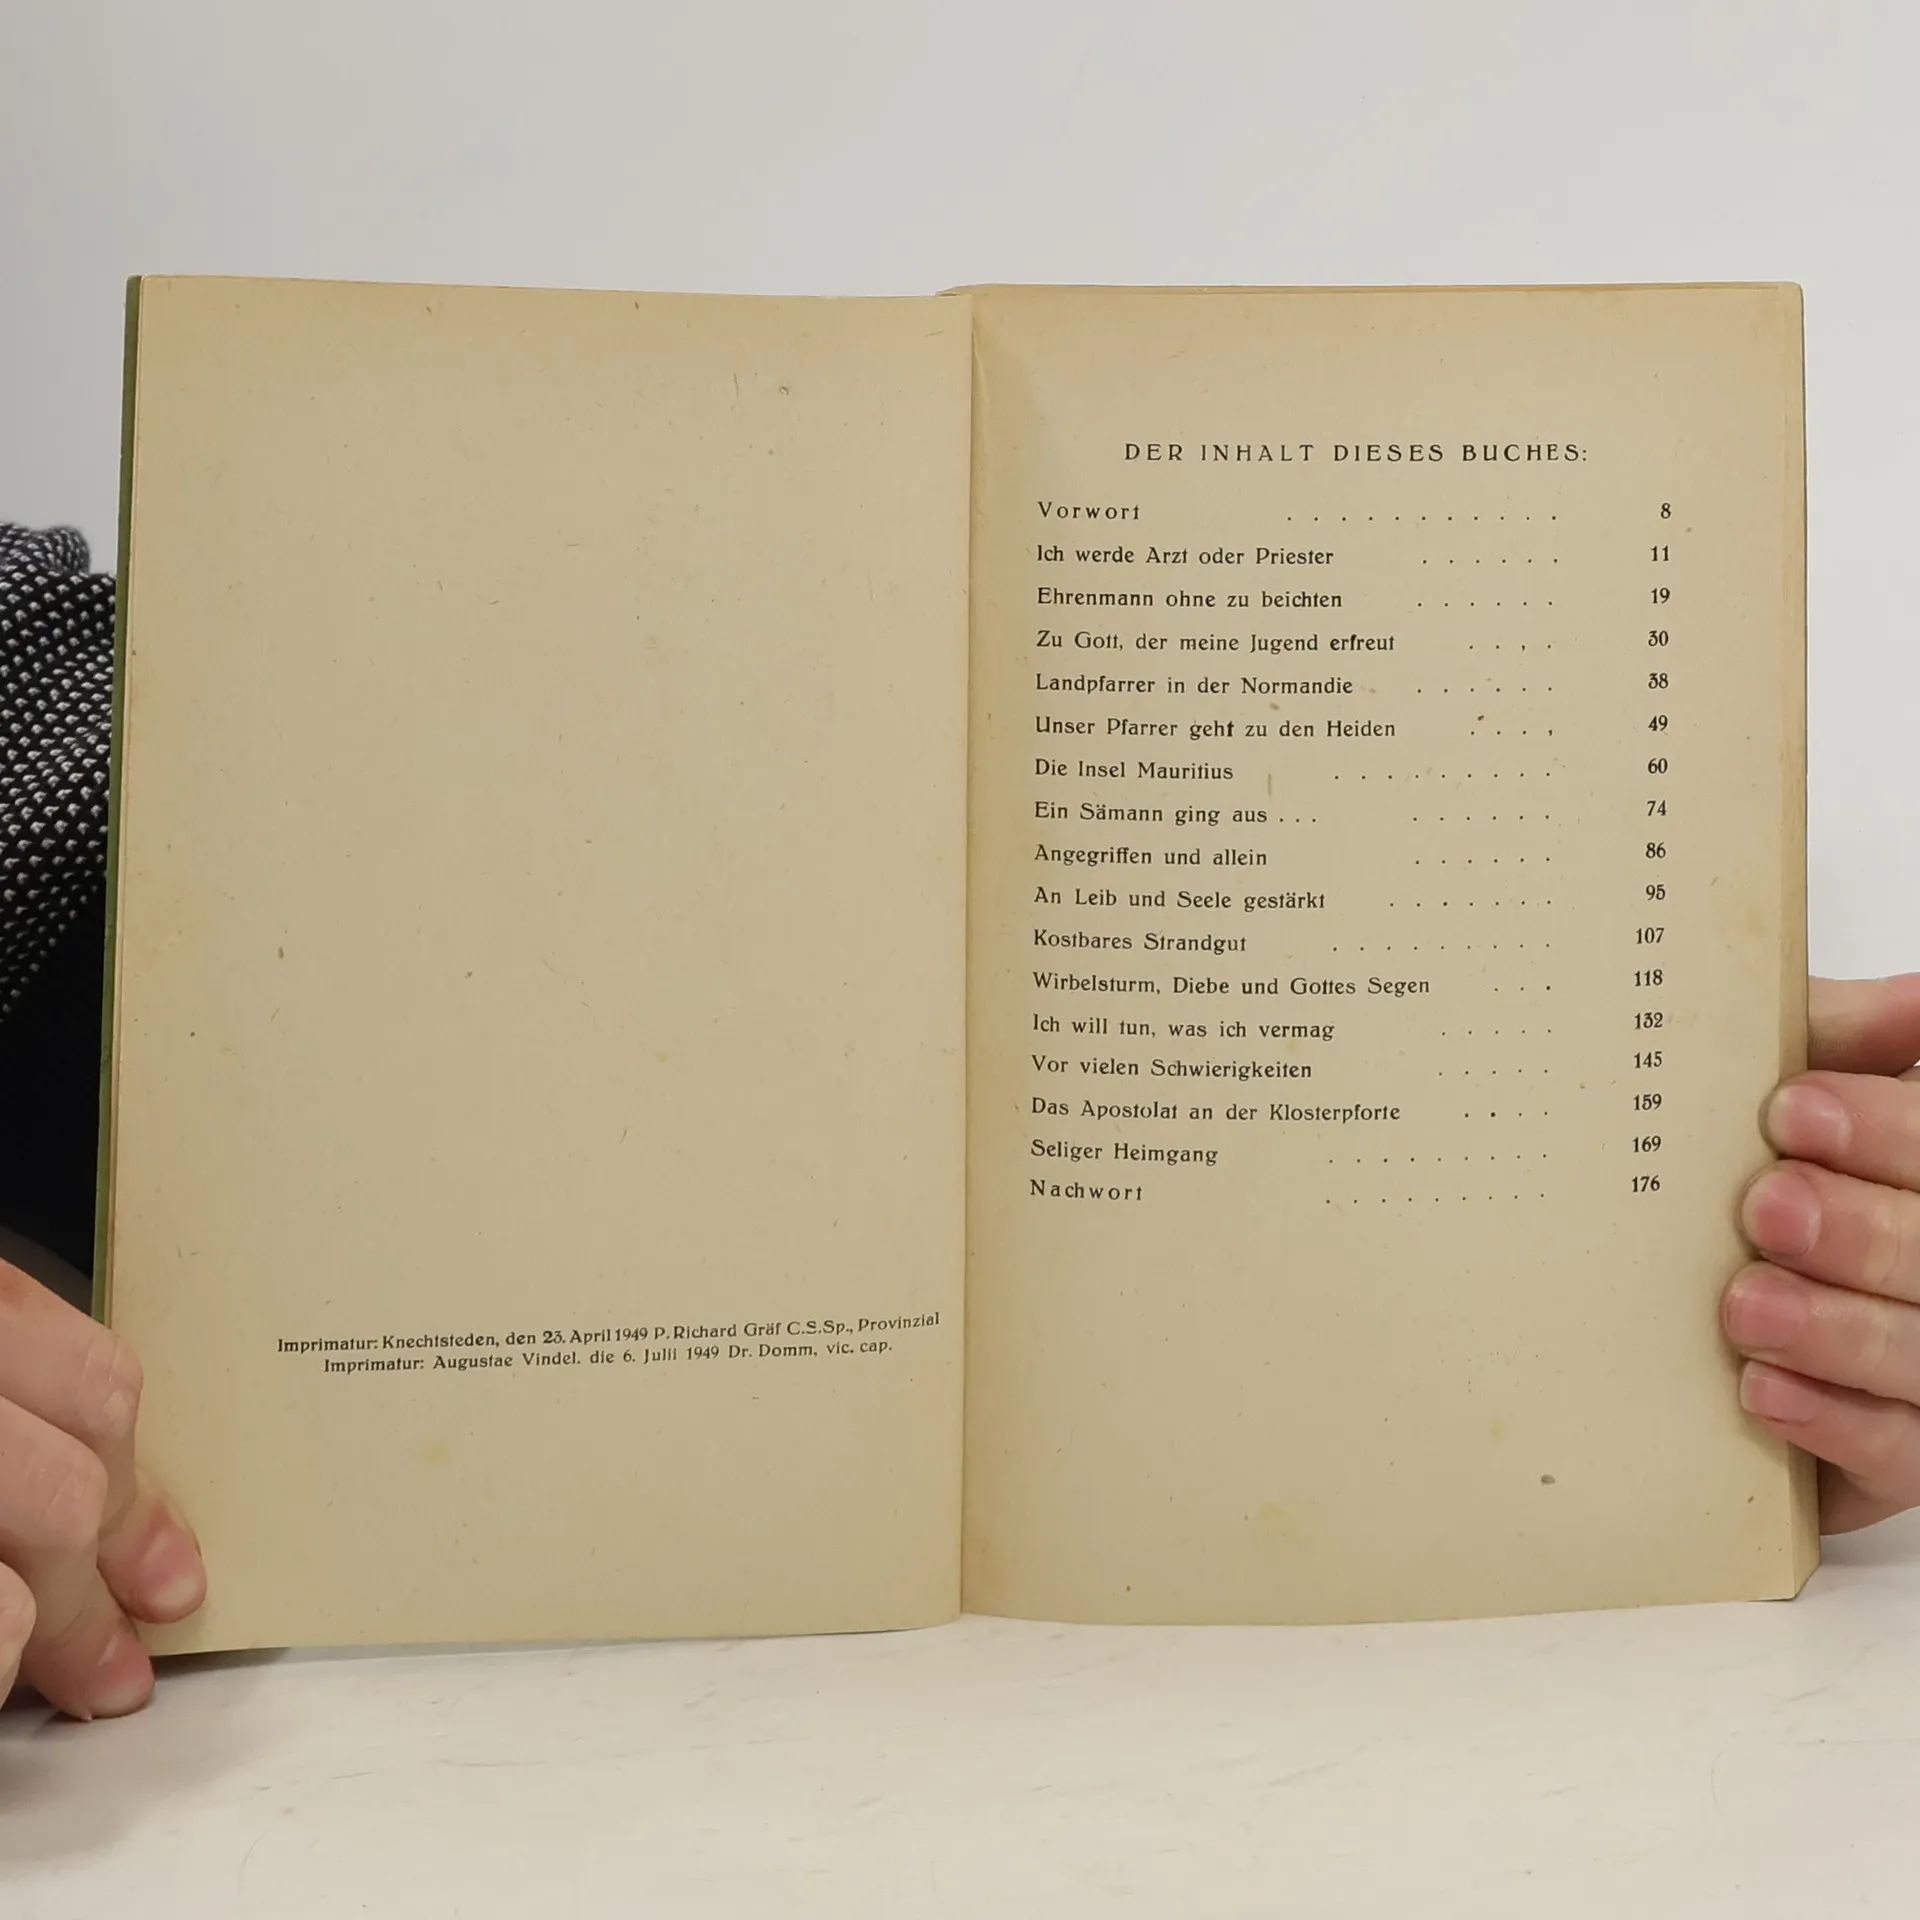 Imprimatur: Knechtsteden, den 23. April 1949 P. Richard Gräf C.S.Sp., Provinzial
Imprimatur: Augustae Vindel. die 6. Julii 1949 Dr. Domm, vic. cap.
DER INHALT DIESES BUCHES:
Vorwort . . . . . . . . . . . 8
Ich werde Arzt oder Priester . . . . . . 11
Ehrenmann ohne zu beichten . . . . . . 19
Zu Gott, der meine Jugend erfreut . . , . 30
Landpfarrer in der Normandie . . . . . . 38
Unser Pfarrer geht zu den Heiden . . . , 49
Die Insel Mauritius . . . . . . . . . 60
Ein Sämann ging aus . . . . . . . . . 74
Angegriffen und allein . . . . . . 86
An Leib und Seele gestärkt . . . . . . . 95
Kostbares Strandgut . . . . . . . . . 107
Wirbelsturm, Diebe und Gottes Segen . . . 118
Ich will tun, was ich vermag . . . . . 132
Vor vielen Schwierigkeiten . . . . . 145
Das Apostolat an der Klosterpforte . . . . 159
Seliger Heimgang . . . . . . . . . 169
Nachwort . . . . . . . . . 176